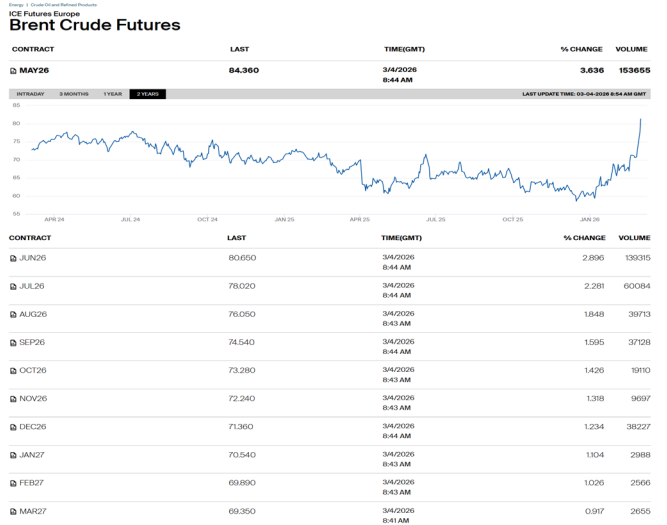 Energy | Crude Oil and Refined Products
ICE Futures Europe
Brent Crude Futures
CONTRACT LAST TIME(GMT) % CHANGE VOLUME
MAY26 84.360 3/4/2026 8:44 AM 3.636 153655
INTRADAY 3 MONTHS 1 YEAR 2 YEARS LAST UPDATE TIME: 03-04-2026 8:54 AM GMT
85
80
75
70
65
60
55
APR 24 JUL 24 OCT 24 JAN 25 APR 25 JUL 25 OCT 25 JAN 26
CONTRACT LAST TIME(GMT) % CHANGE VOLUME
JUN26 80.650 3/4/2026 8:44 AM 2.896 139315
JUL26 78.020 3/4/2026 8:44 AM 2.281 60084
AUG26 76.050 3/4/2026 8:43 AM 1.848 39713
SEP26 74.540 3/4/2026 8:44 AM 1.595 37128
OCT26 73.280 3/4/2026 8:43 AM 1.426 19110
NOV26 72.240 3/4/2026 8:43 AM 1.318 9697
DEC26 71.360 3/4/2026 8:44 AM 1.234 38227
JAN27 70.540 3/4/2026 8:43 AM 1.104 2988
FEB27 69.890 3/4/2026 8:43 AM 1.026 2566
MAR27 69.350 3/4/2026 8:41 AM 0.917 2655